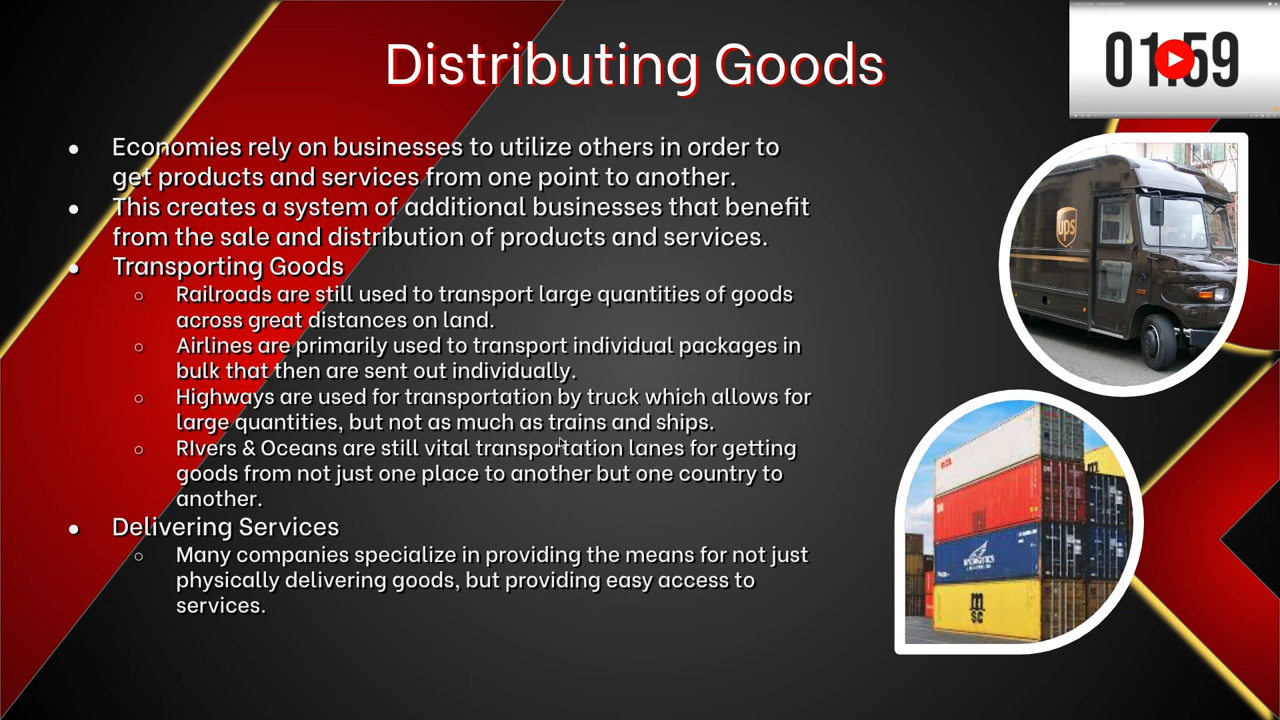 Distributing Goods
01:59
● Economies rely on businesses to utilize others in order to
get products and services from one point to another.
● This creates a system of additional businesses that benefit
from the sale and distribution of products and services.
● Transporting Goods
○ Railroads are still used to transport large quantities of goods
across great distances on land.
○ Airlines are primarily used to transport individual packages in
bulk that then are sent out individually.
○ Highways are used for transportation by truck which allows for
large quantities, but not as much as trains and ships.
○ RIvers & Oceans are still vital transportation lanes for getting
goods from not just one place to another but one country to
another.
● Delivering Services
○ Many companies specialize in providing the means for not just
physically delivering goods, but providing easy access to
services.
ups
m
sc